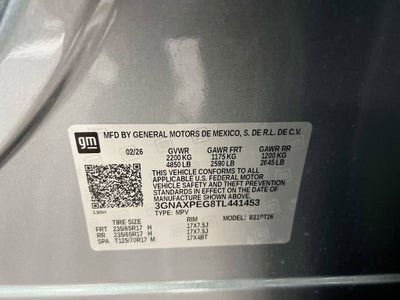 gm
MFD BY GENERAL MOTORS DE MEXICO, S. DE R.L. DE C.V.
02/26 GVWR GAWR FRT GAWR RR
2200 KG 1175 KG 1200 KG
4850 LB 2590 LB 2645 LB
THIS VEHICLE CONFORMS TO ALL
APPLICABLE U.S. FEDERAL MOTOR
VEHICLE SAFETY AND THEFT PREVENTION
STANDARDS IN EFFECT ON THE DATE OF
MANUFACTURE SHOWN ABOVE.
3GNAXPEG8TL441453
TYPE: MPV MODEL: 831PT26
TIRE SIZE RIM
FRT 235/65R17 H 17X7.5J
RR 235/65R17 H 17X7.5J
SPA T125/70R17 M 17X4BT